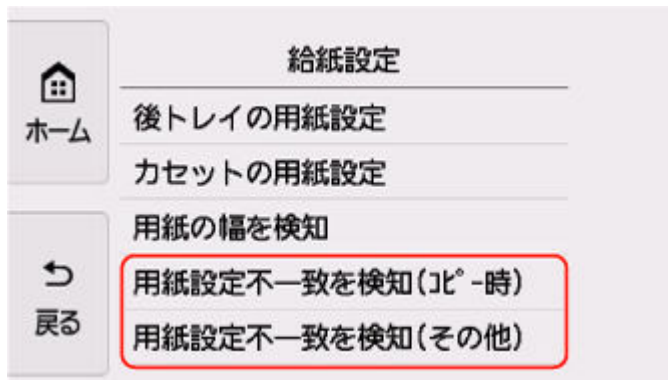 給紙設定
ホーム
後トレイの用紙設定
カセットの用紙設定
用紙の幅を検知
用紙設定不一致を検知(ｺﾋﾟｰ時)
戻る
用紙設定不一致を検知(その他)